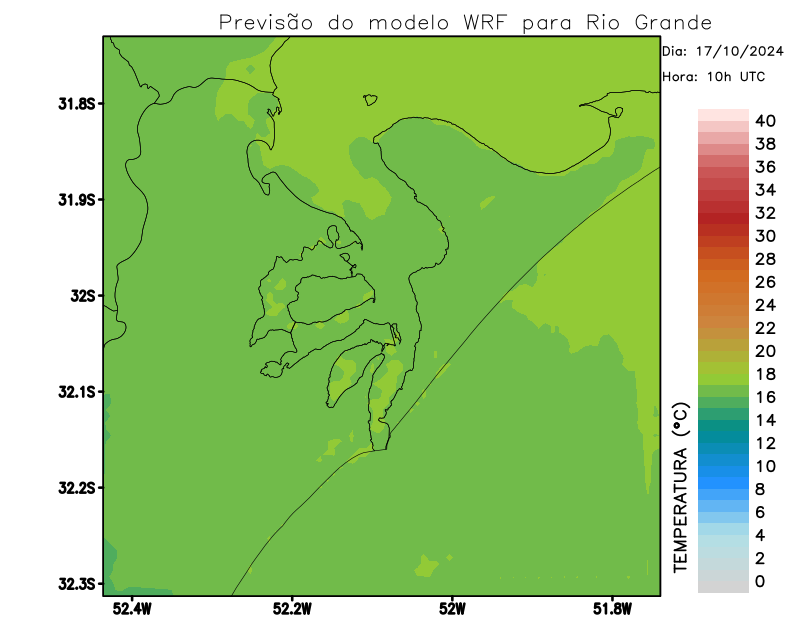 Previsão do modelo WRF para Rio Grande
Dia: 17/10/2024
Hora: 10h UTC
31.8S
31.9S
32S
32.1S
32.2S
32.3S
52.4W
52.2W
52W
51.8W
TEMPERATURA (°C)
40
38
36
34
32
30
28
26
24
22
20
18
16
14
12
10
8
6
4
2
0